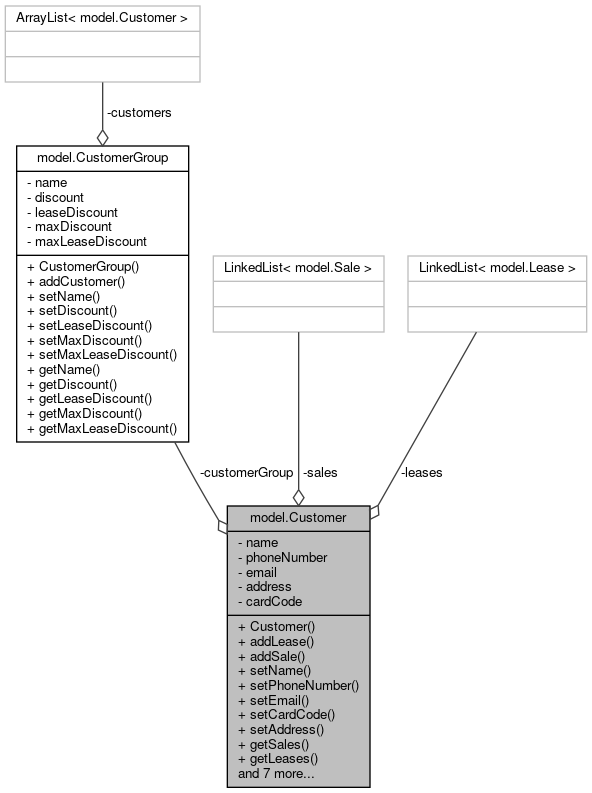 ArrayList< model.Customer >
-customers
model.CustomerGroup
- name
- discount
- leaseDiscount
- maxDiscount
- maxLeaseDiscount
+ CustomerGroup()
+ addCustomer()
+ setName()
+ setDiscount()
+ setLeaseDiscount()
+ setMaxDiscount()
+ setMaxLeaseDiscount()
+ getName()
+ getDiscount()
+ getLeaseDiscount()
+ getMaxDiscount()
+ getMaxLeaseDiscount()
LinkedList< model.Sale >
LinkedList< model.Lease >
-customerGroup
-sales
-leases
model.Customer
- name
- phoneNumber
- email
- address
- cardCode
+ Customer()
+ addLease()
+ addSale()
+ setName()
+ setPhoneNumber()
+ setEmail()
+ setCardCode()
+ setAddress()
+ getSales()
+ getLeases()
and 7 more...